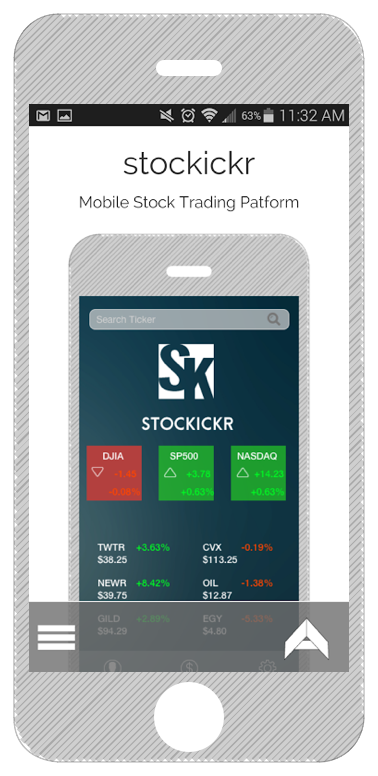 63% 11:32 AM
stockickr
Mobile Stock Trading Patform
Search Ticker
SK
STOCKICKR
DJIA SP500 NASDAQ
-1.45 +3.78 +14.23
-0.08% +0.63% +0.63%
TWTR +3.63% CVX -0.19%
$38.25 $113.25
NEWR +8.42% OIL -1.38%
$39.75 $12.87
GILD +2.89% EGY -5.33%
$94.29 $4.80